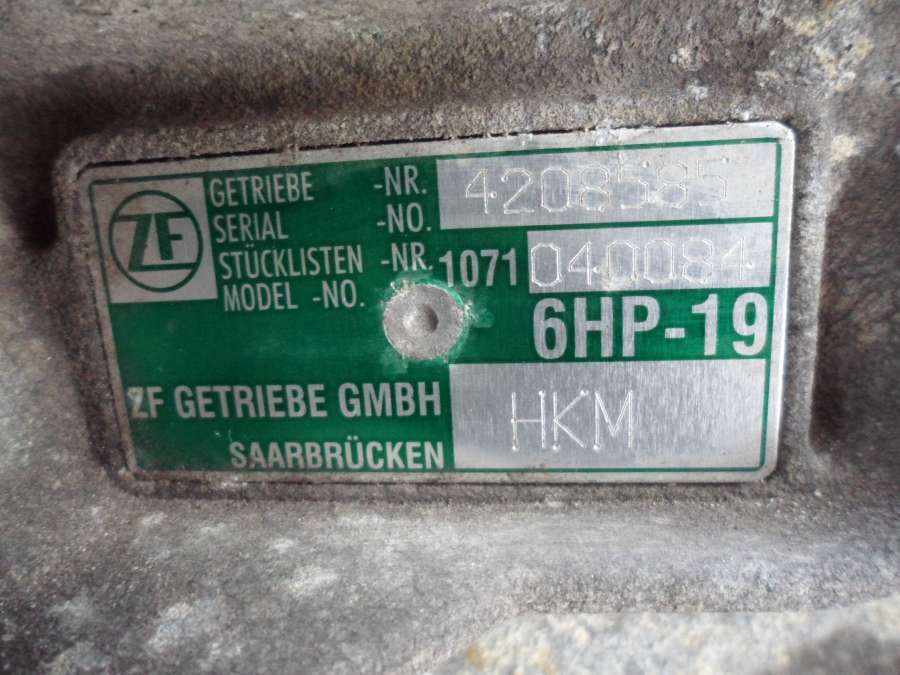 ZF
GETRIEBE -NR. 4208585
SERIAL -NO.
STÜCKLISTEN -NR. 1071 040084
MODEL -NO.
6HP-19
ZF GETRIEBE GMBH HKM
SAARBRÜCKEN